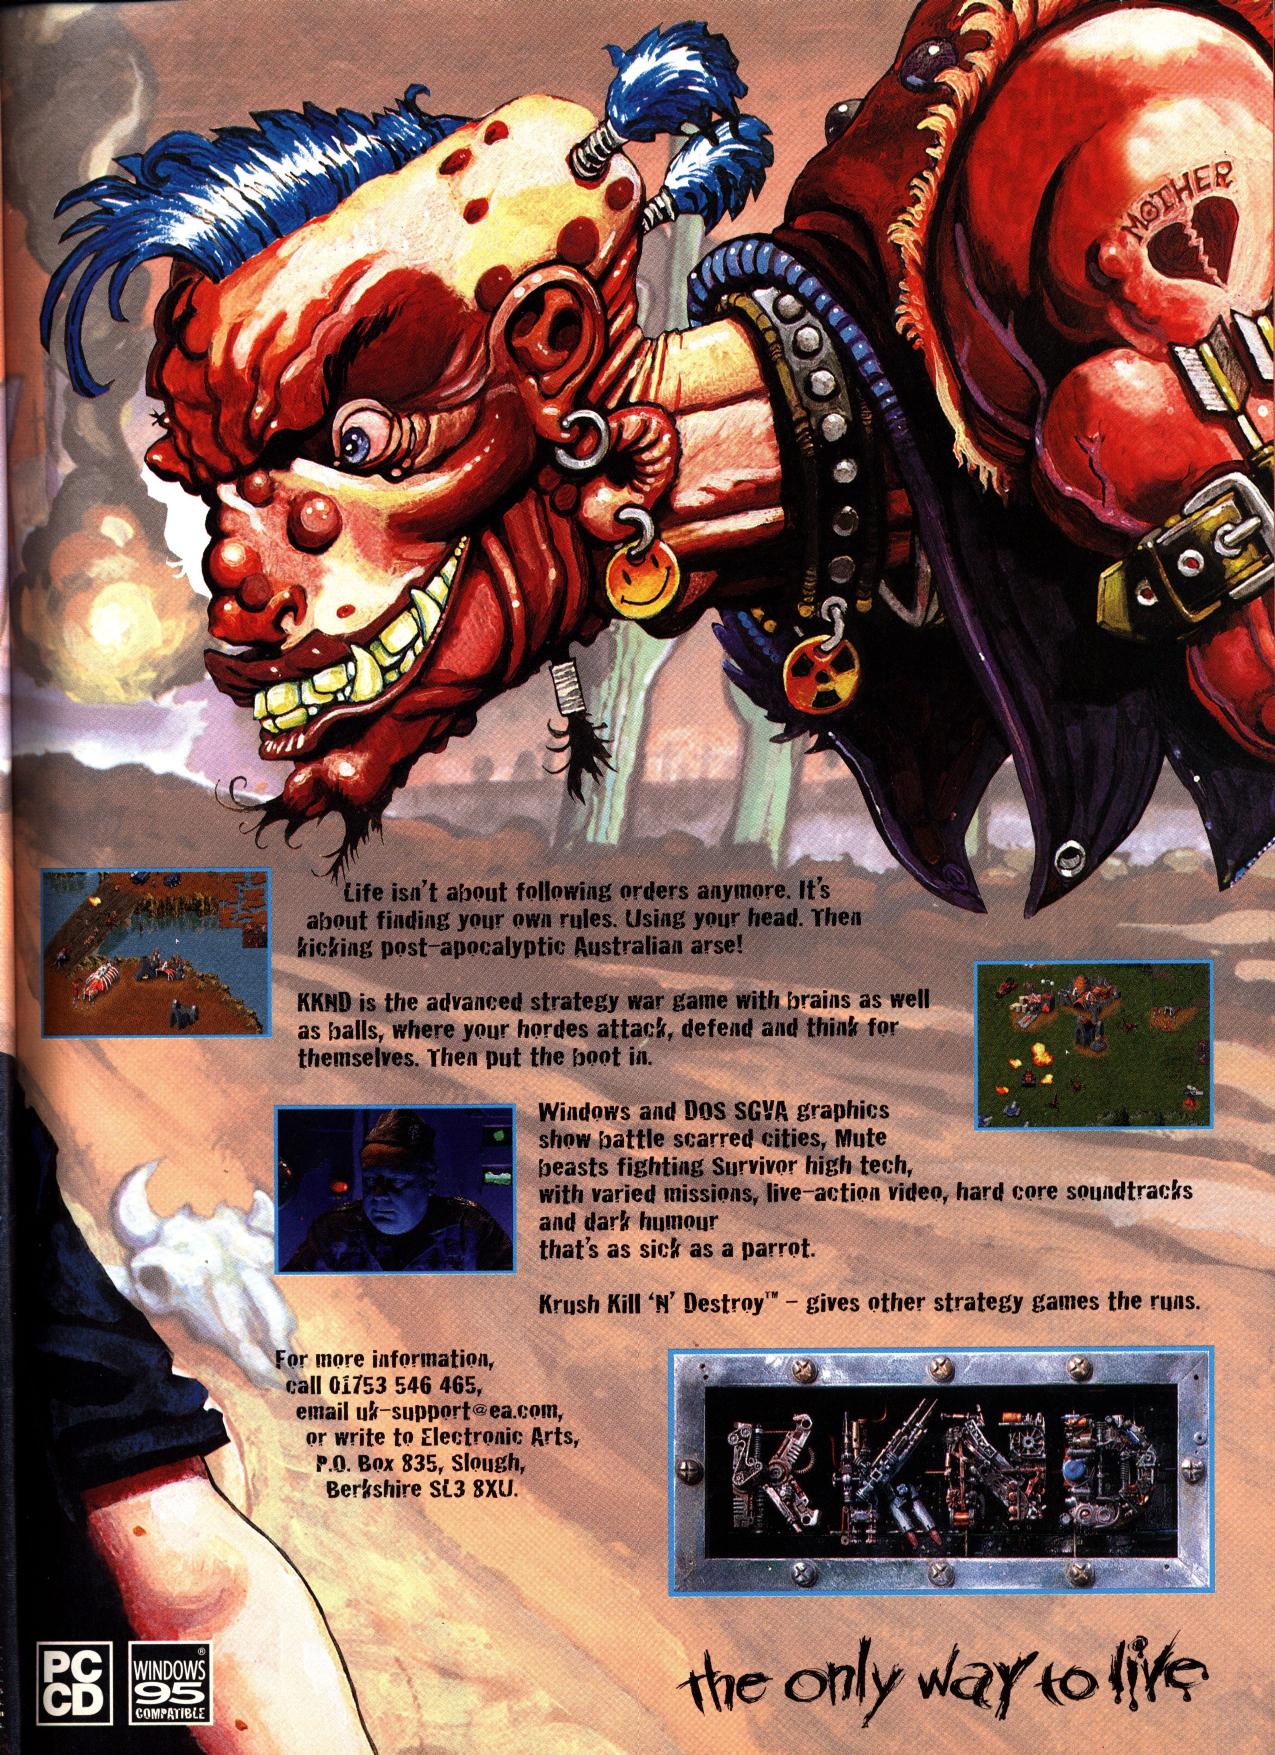 MOTHER
Life isn't about following orders anymore. It's
about finding your own rules. Using your head. Then
kicking post-apocalyptic Australian arse!
KKND is the advanced strategy war game with brains as well
as balls, where your hordes attack, defend and think for
themselves. Then put the boot in.
Windows and DOS SGVA graphics
show battle scarred cities, Mute
beasts fighting Survivor high tech,
with varied missions, live-action video, hard core soundtracks
and dark humour
that's as sick as a parrot.
Krush Kill 'N' Destroy™ – gives other strategy games the runs.
For more information,
call 01753 546 465,
email uk-support@ea.com,
or write to Electronic Arts,
P.O. Box 835, Slough,
Berkshire SL3 8XU.
KKND
the only way to live
PC
CD
WINDOWS®
95
COMPATIBLE